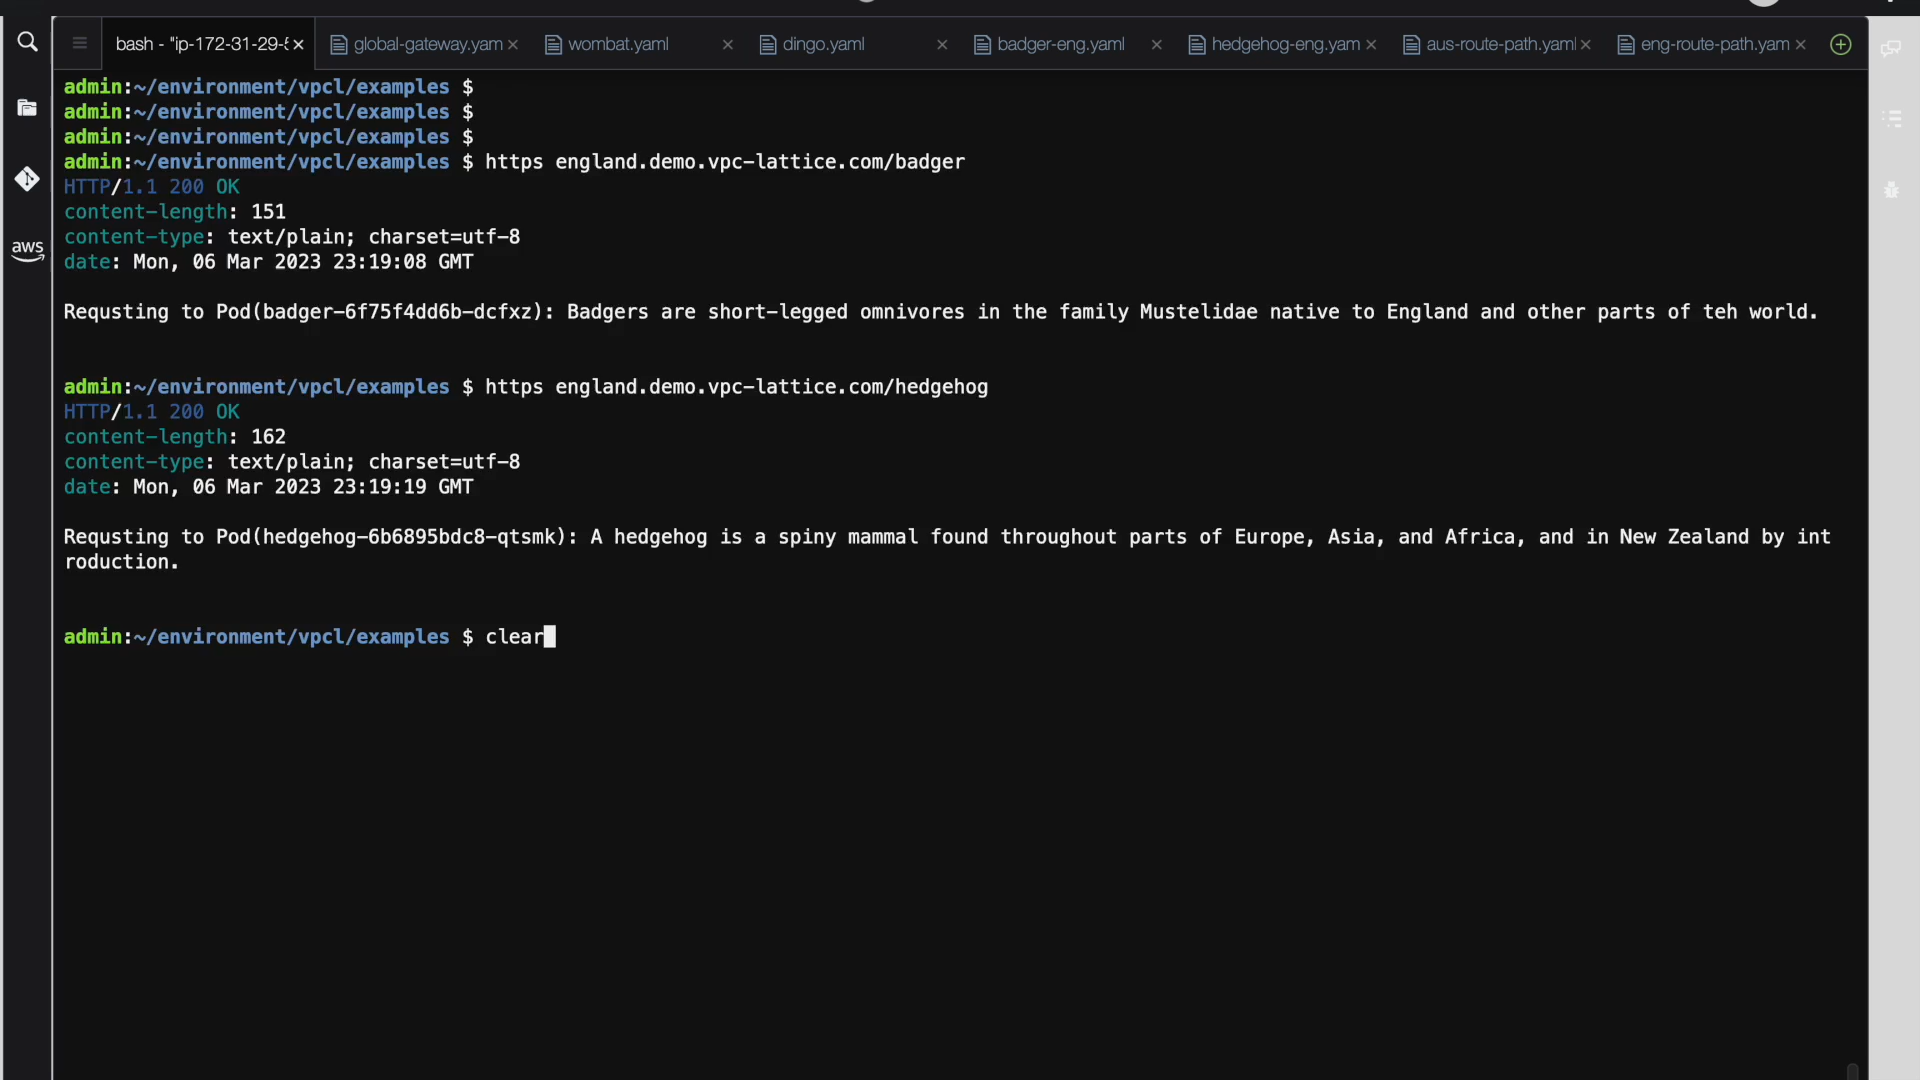 bash - "ip-172-31-29-5 global-gateway.yam wombat.yaml dingo.yaml badger-eng.yaml hedgehog-eng.yam aus-route-path.yaml eng-route-path.yam
aws
admin:~/environment/vpcl/examples $
admin:~/environment/vpcl/examples $
admin:~/environment/vpcl/examples $
admin:~/environment/vpcl/examples $ https england.demo.vpc-lattice.com/badger
HTTP/1.1 200 OK
content-length: 151
content-type: text/plain; charset=utf-8
date: Mon, 06 Mar 2023 23:19:08 GMT
Requsting to Pod(badger-6f75f4dd6b-dcfxz): Badgers are short-legged omnivores in the family Mustelidae native to England and other parts of teh world.
admin:~/environment/vpcl/examples $ https england.demo.vpc-lattice.com/hedgehog
HTTP/1.1 200 OK
content-length: 162
content-type: text/plain; charset=utf-8
date: Mon, 06 Mar 2023 23:19:19 GMT
Requsting to Pod(hedgehog-6b6895bdc8-qtsmk): A hedgehog is a spiny mammal found throughout parts of Europe, Asia, and Africa, and in New Zealand by int
roduction.
admin:~/environment/vpcl/examples $ clear